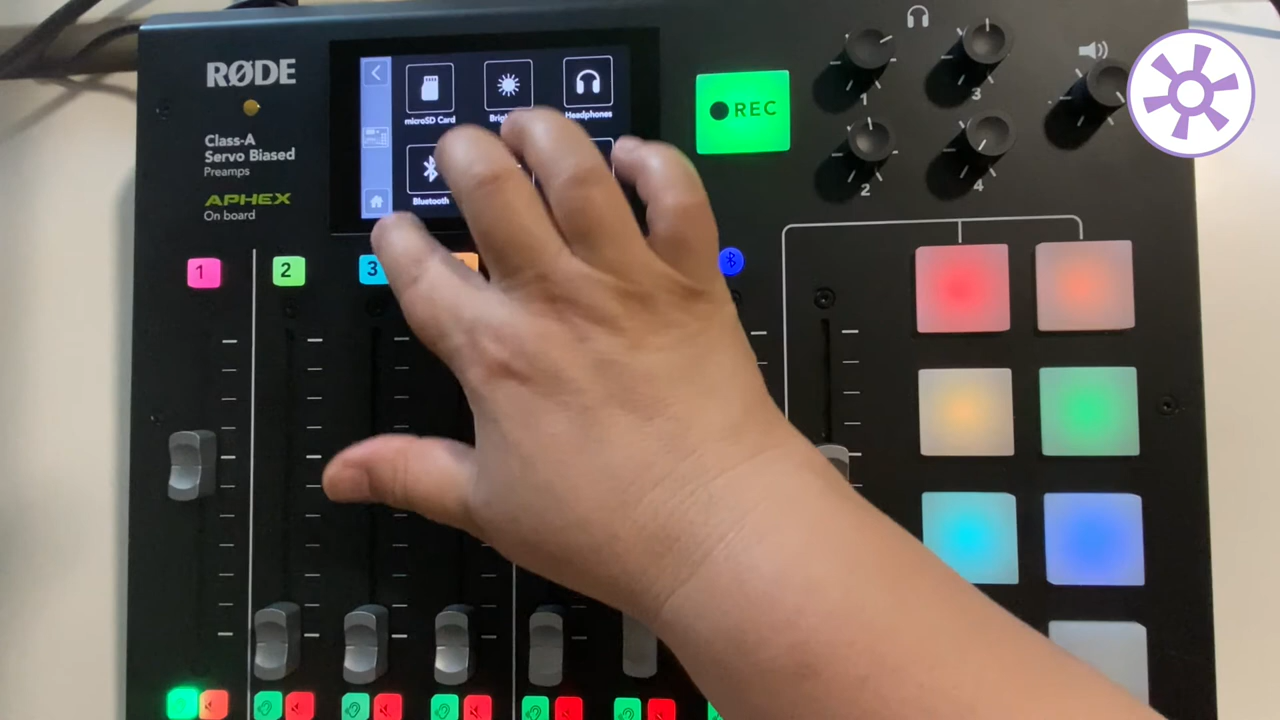 RØDE
Class-A
Servo Biased
Preamps
APHEX
On board
microSD Card
Headphones
Bluetooth
REC
1
3
2
4
1
2
3